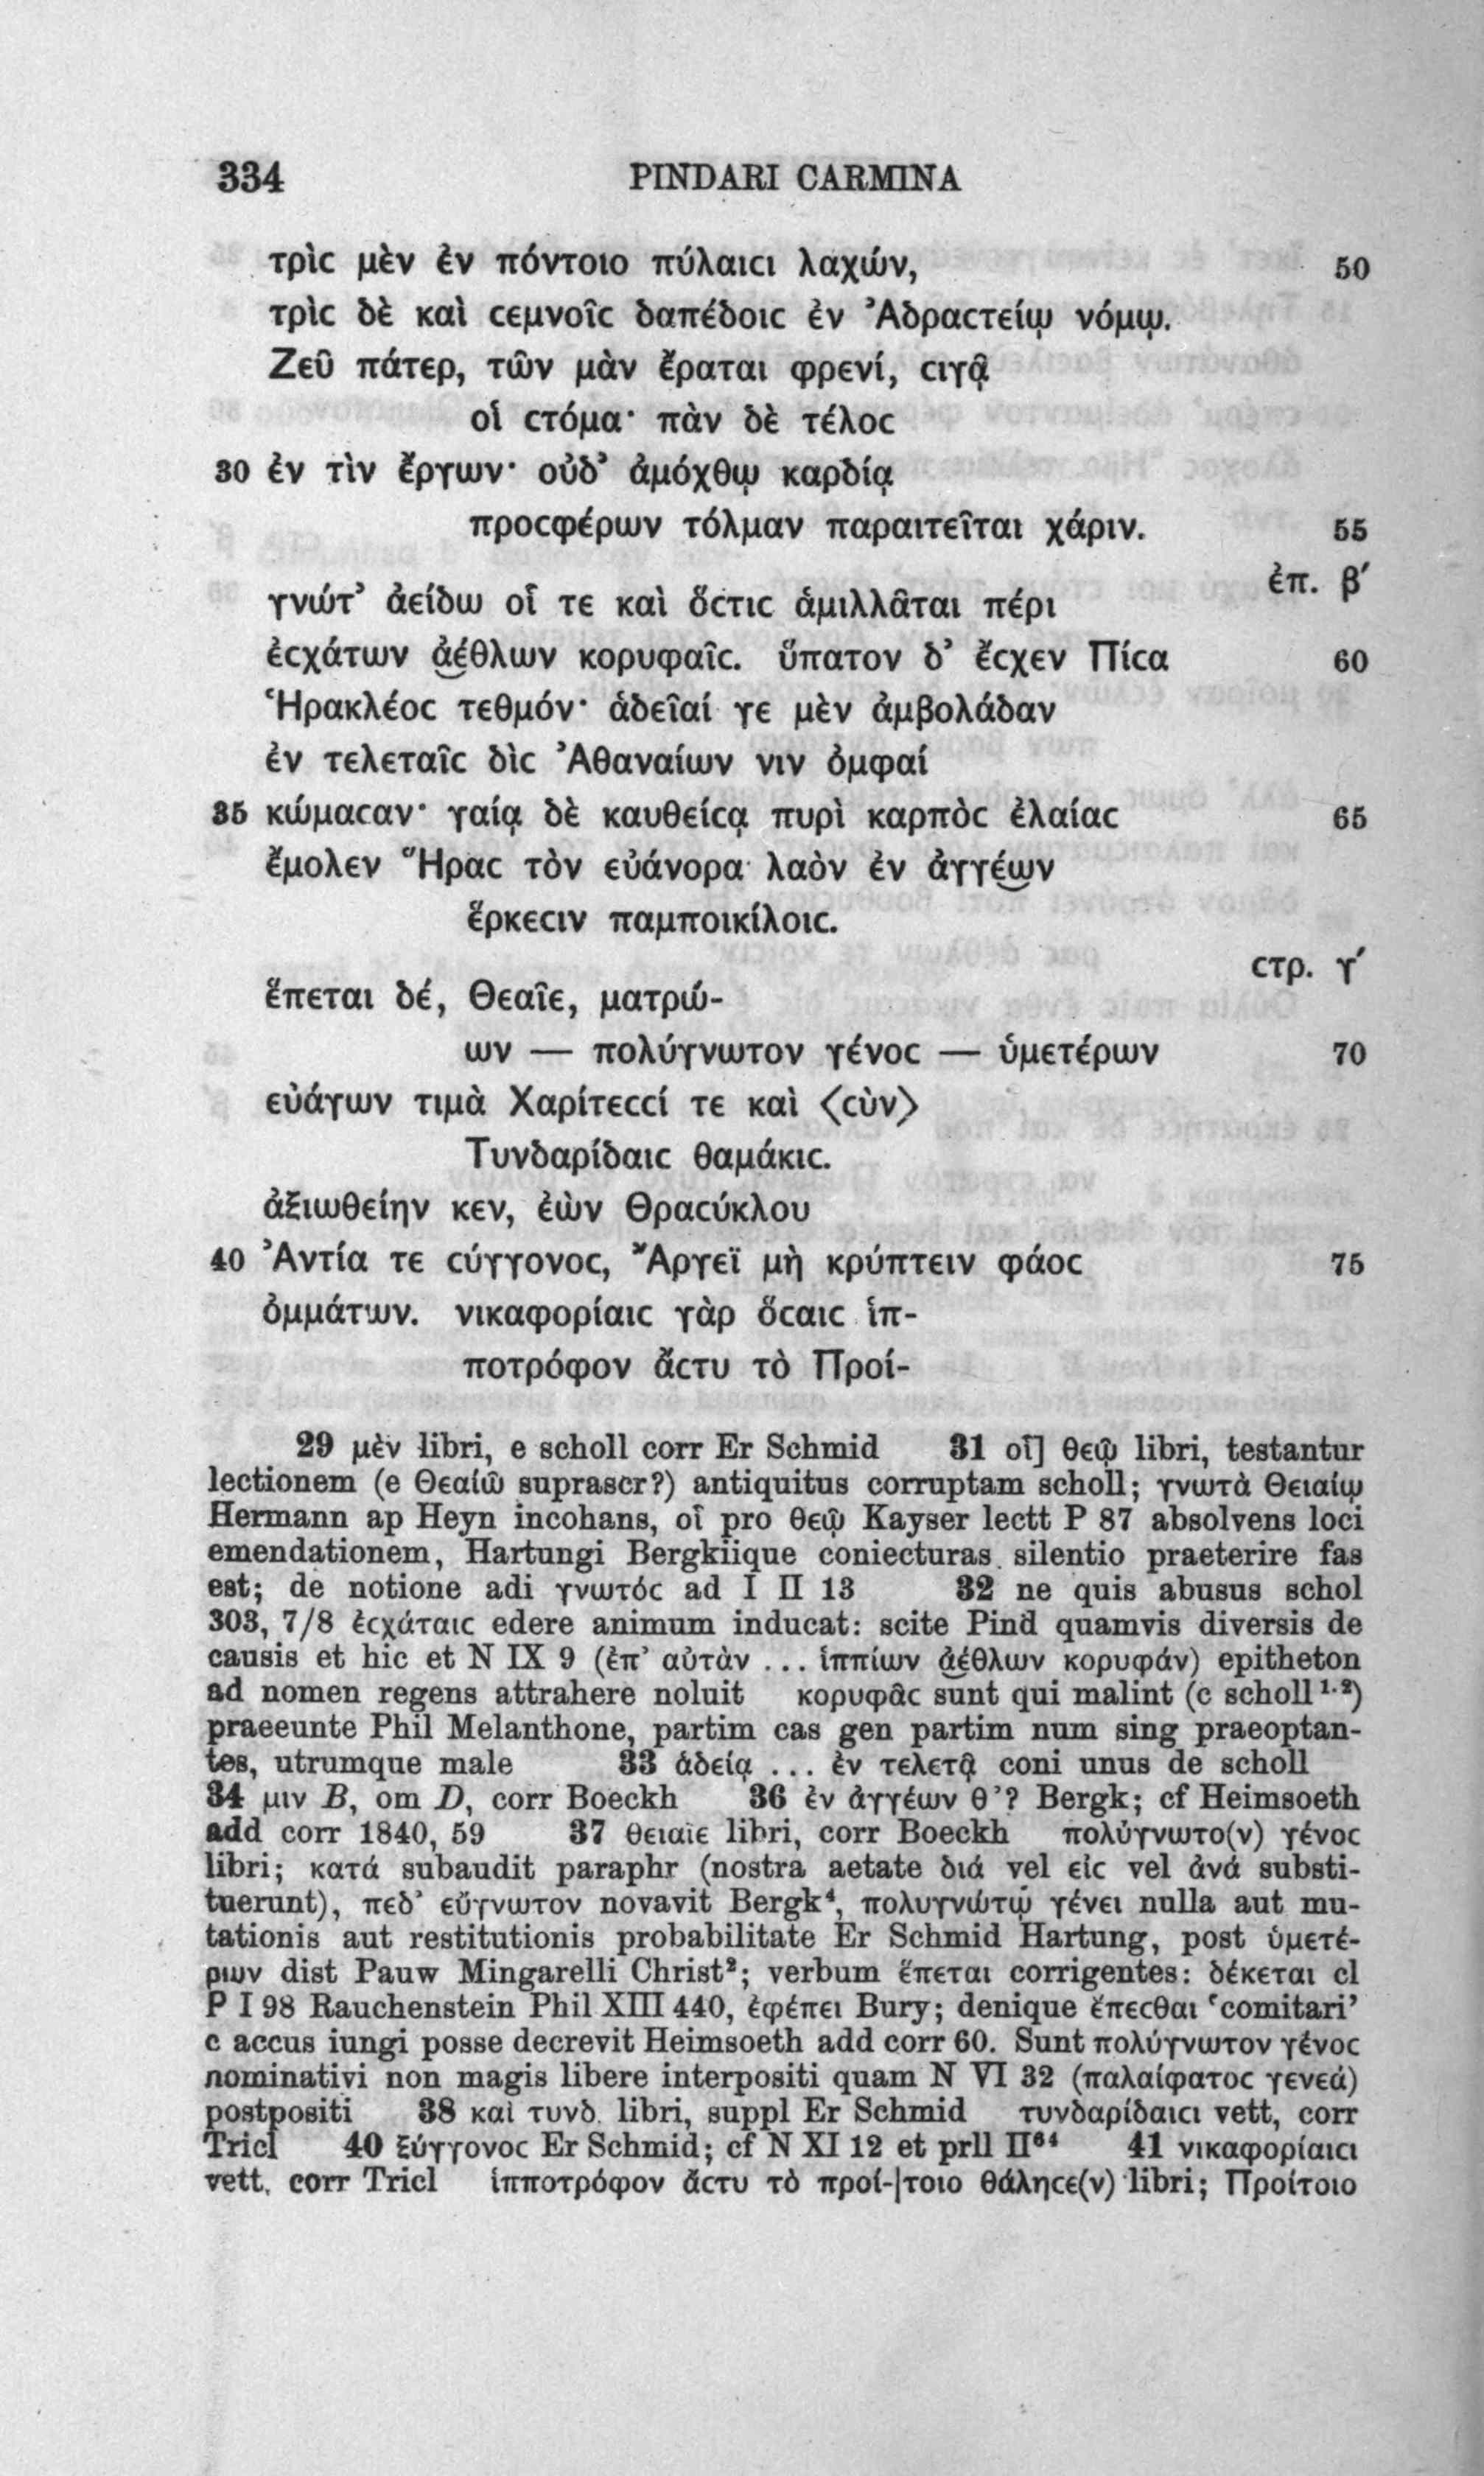 334 PINDARI CARMINA
τρὶϲ μὲν ἐν πόντοιο πύλαιϲι λαχών, 50
τρὶϲ δὲ καὶ ϲεμνοῖϲ δαπέδοιϲ ἐν Ἀδραϲτείῳ νόμῳ.
Ζεῦ πάτερ, τῶν μὰν ἔραται φρενί, ϲιγᾷ
οἱ ϲτόμα· πὰν δὲ τέλοϲ
30 ἐν τὶν ἔργων· οὐδ’ ἀμόχθῳ καρδίᾳ
προϲφέρων τόλμαν παραιτεῖται χάριν. 55
ἐπ. β′
γνώτ’ ἀείδω οἷ τε καὶ ὅϲτιϲ ἁμιλλᾶται πέρι
ἐϲχάτων ἀ͜έθλων κορυφαῖϲ. ὕπατον δ’ ἔϲχεν Πίϲα 60
Ἡρακλέοϲ τεθμόν· ἁδεῖαί γε μὲν ἀμβολάδαν
ἐν τελεταῖϲ δὶϲ Ἀθαναίων νιν ὀμφαί
35 κώμαϲαν· γαίᾳ δὲ καυθείϲᾳ πυρὶ καρπὸϲ ἐλαίαϲ 65
ἔμολεν Ἥραϲ τὸν εὐάνορα λαὸν ἐν ἀγγέ͜ων
ἕρκεϲιν παμποικίλοιϲ.
ϲτρ. γ′
ἕπεται δέ, Θεαῖε, ματρώ-
ων — πολύγνωτον γένοϲ — ὑμετέρων 70
εὐάγων τιμὰ Χαρίτεϲϲί τε καὶ ⟨ϲὺν⟩
Τυνδαρίδαιϲ θαμάκιϲ.
ἀξιωθείην κεν, ἐὼν Θραϲύκλου
40 Ἀντία τε ϲύγγονοϲ, Ἄργεϊ μὴ κρύπτειν φάοϲ 75
ὀμμάτων. νικαφορίαιϲ γὰρ ὅϲαιϲ ἱπ-
ποτρόφον ἄϲτυ τὸ Προί-
29 μὲν libri, e scholl corr Er Schmid 31 οἷ] θεῷ libri, testantur
lectionem (e Θεαίῳ suprascr?) antiquitus corruptam scholl; γνωτὰ Θειαίῳ
Hermann ap Heyn incohans, οἷ pro θεῷ Kayser lectt P 87 absolvens loci
emendationem, Hartungi Bergkiique coniecturas silentio praeterire fas
est; de notione adi γνωτόϲ ad I II 13 32 ne quis abusus schol
303, 7/8 ἐϲχάταιϲ edere animum inducat: scite Pind quamvis diversis de
causis et hic et N IX 9 (ἐπ’ αὐτὰν ... ἱππίων ἀ͜έθλων κορυφάν) epitheton
ad nomen regens attrahere noluit κορυφᾶϲ sunt qui malint (c scholl ¹·²)
praeeunte Phil Melanthone, partim cas gen partim num sing praeoptan-
tes, utrumque male 33 ἁδείᾳ ... ἐν τελετᾷ coni unus de scholl
34 μιν B, om D, corr Boeckh 36 ἐν ἀγγέων θ’? Bergk; cf Heimsoeth
add corr 1840, 59 37 θειαῖε libri, corr Boeckh πολύγνωτο(ν) γένοϲ
libri; κατά subaudit paraphr (nostra aetate διά vel εἰϲ vel ἀνά substi-
tuerunt), πεδ’ εὔγνωτον novavit Bergk⁴, πολυγνώτῳ γένει nulla aut mu-
tationis aut restitutionis probabilitate Er Schmid Hartung, post ὑμετέ-
ρων dist Pauw Mingarelli Christ²; verbum ἕπεται corrigentes: δέκεται cl
P I 98 Rauchenstein Phil XIII 440, ἐφέπει Bury; denique ἕπεϲθαι ‘comitari’
c accus iungi posse decrevit Heimsoeth add corr 60. Sunt πολύγνωτον γένοϲ
nominativi non magis libere interpositi quam N VI 32 (παλαίφατοϲ γενεά)
postpositi 38 καὶ τυνδ. libri, suppl Er Schmid τυνδαρίδαιϲι vett, corr
Tricl 40 ξύγγονοϲ Er Schmid; cf N XI 12 et prll II⁶⁴ 41 νικαφορίαιϲι
vett. corr Tricl ἱπποτρόφον ἄϲτυ τὸ προί-|τοιο θάληϲε(ν) libri; Προίτοιο